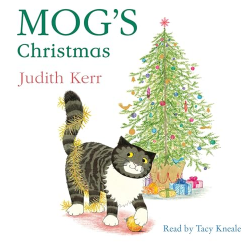 MOG'S
Christmas
Judith Kerr
Read by Tacy Kneale